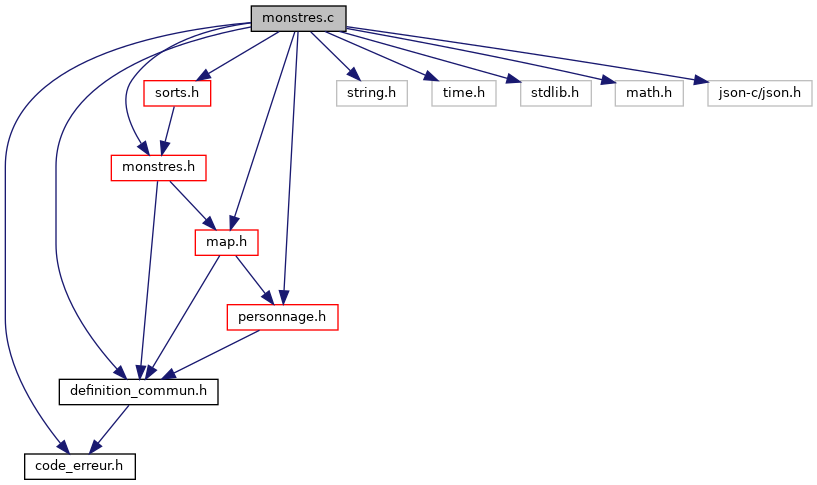 monstres.c
sorts.h
string.h
time.h
stdlib.h
math.h
json-c/json.h
monstres.h
map.h
personnage.h
definition_commun.h
code_erreur.h